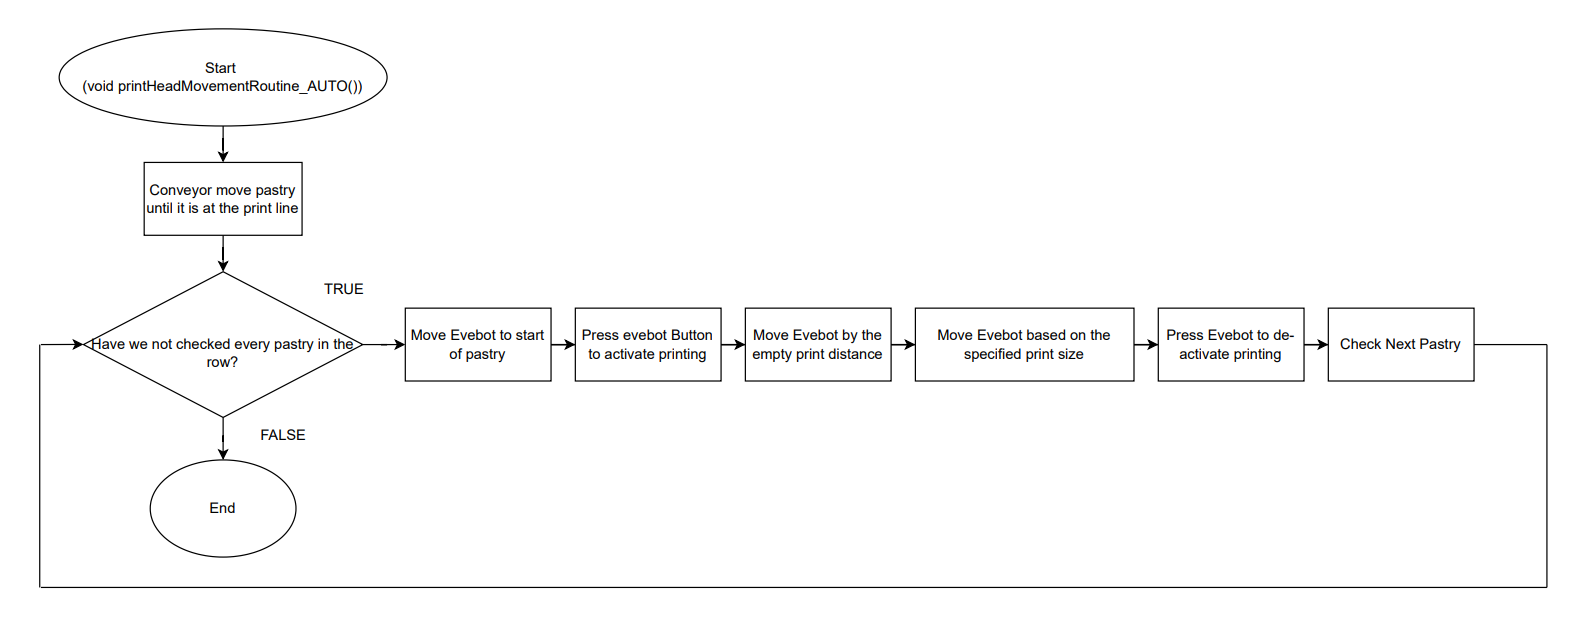 Start
(void printHeadMovementRoutine_AUTO())
Conveyor move pastry
until it is at the print line
TRUE
Have we not checked every pastry in the
row?
Move Evebot to start
of pastry
Press evebot Button
to activate printing
Move Evebot by the
empty print distance
Move Evebot based on the
specified print size
Press Evebot to de-
activate printing
Check Next Pastry
FALSE
End